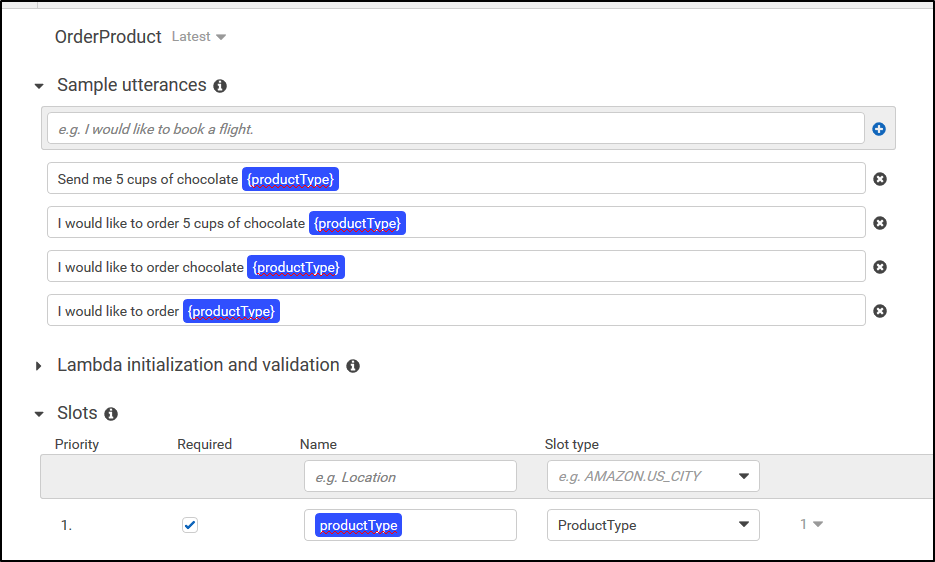 OrderProduct Latest
Sample utterances
e.g. I would like to book a flight.
Send me 5 cups of chocolate {productType}
I would like to order 5 cups of chocolate {productType}
I would like to order chocolate {productType}
I would like to order {productType}
Lambda initialization and validation
Slots
Priority Required Name Slot type
e.g. Location e.g. AMAZON.US_CITY
1. productType ProductType 1